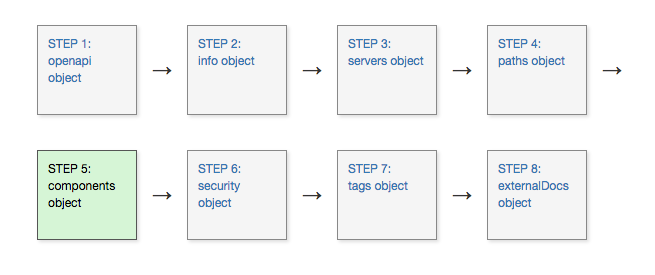 STEP 1:
openapi
object
STEP 2:
info object
STEP 3:
servers object
STEP 4:
paths object
STEP 5:
components
object
STEP 6:
security
object
STEP 7:
tags object
STEP 8:
externalDocs
object